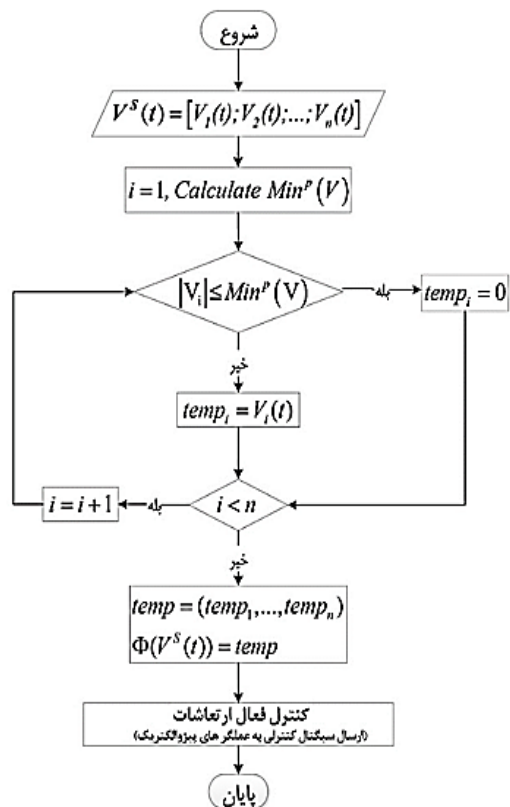 شروع
V^S(t) = [V_1(t);V_2(t);...;V_n(t)]
i = 1, Calculate Min^p(V)
|V_i| ≤ Min^p(V)
بله
temp_i = 0
خیر
temp_i = V_i(t)
i < n
بله
i = i + 1
خیر
temp = (temp_1,...,temp_n)
Φ(V^S(t)) = temp
کنترل فعال ارتعاشات
(ارسال سیگنال کنترلی به عملگر های پیزوالکتریک)
پایان